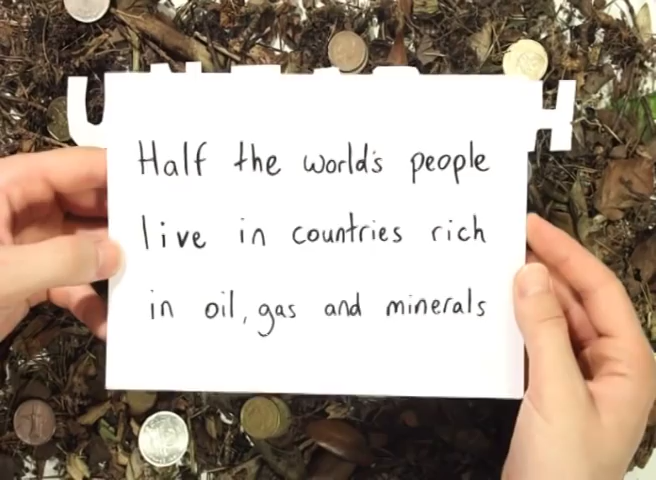 Half the world's people
live in countries rich
in oil, gas and minerals